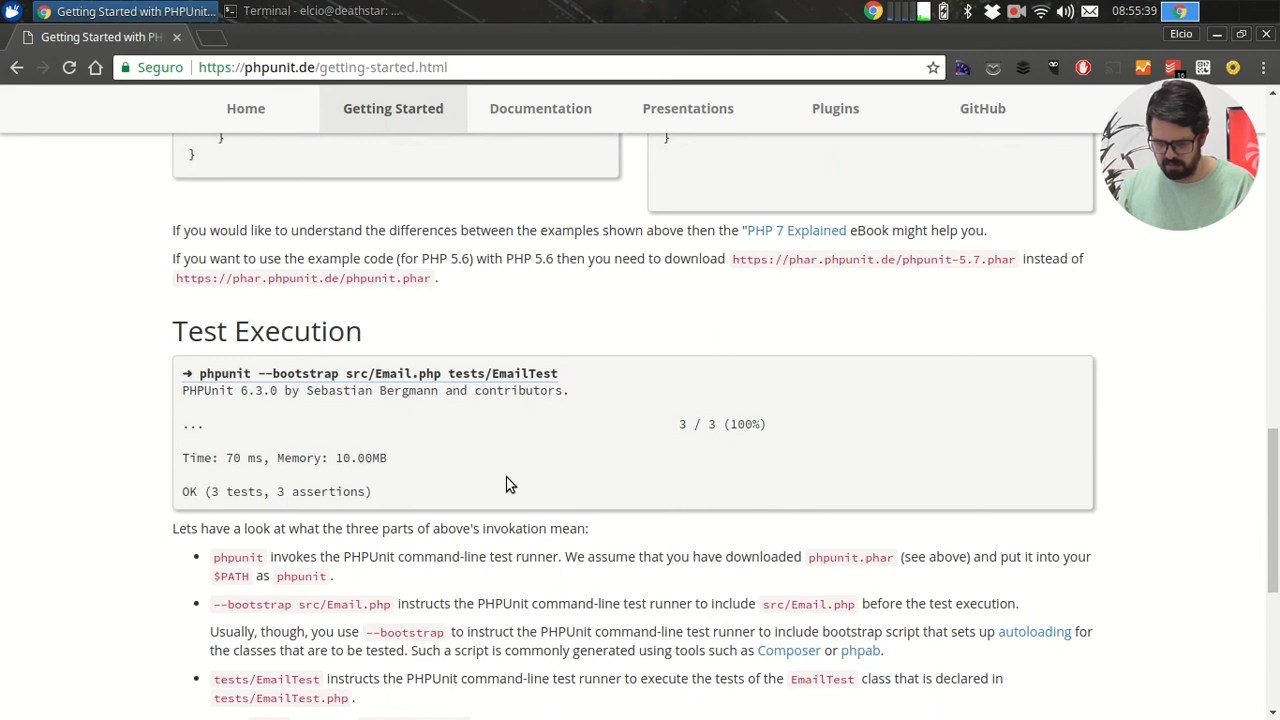 Getting Started with PHPUnit...
Terminal - elcio@deathstar: ...
08:55:39
Getting Started with PH
Elcio
Seguro
https://phpunit.de/getting-started.html
16
Home
Getting Started
Documentation
Presentations
Plugins
GitHub
}
}
}
If you would like to understand the differences between the examples shown above then the "PHP 7 Explained eBook might help you.
If you want to use the example code (for PHP 5.6) with PHP 5.6 then you need to download https://phar.phpunit.de/phpunit-5.7.phar instead of
https://phar.phpunit.de/phpunit.phar .
Test Execution
➜ phpunit --bootstrap src/Email.php tests/EmailTest
PHPUnit 6.3.0 by Sebastian Bergmann and contributors.
... 3 / 3 (100%)
Time: 70 ms, Memory: 10.00MB
OK (3 tests, 3 assertions)
Lets have a look at what the three parts of above's invokation mean:
• phpunit invokes the PHPUnit command-line test runner. We assume that you have downloaded phpunit.phar (see above) and put it into your
$PATH as phpunit .
• --bootstrap src/Email.php instructs the PHPUnit command-line test runner to include src/Email.php before the test execution.
Usually, though, you use --bootstrap to instruct the PHPUnit command-line test runner to include bootstrap script that sets up autoloading for
the classes that are to be tested. Such a script is commonly generated using tools such as Composer or phpab.
• tests/EmailTest instructs the PHPUnit command-line test runner to execute the tests of the EmailTest class that is declared in
tests/EmailTest.php .